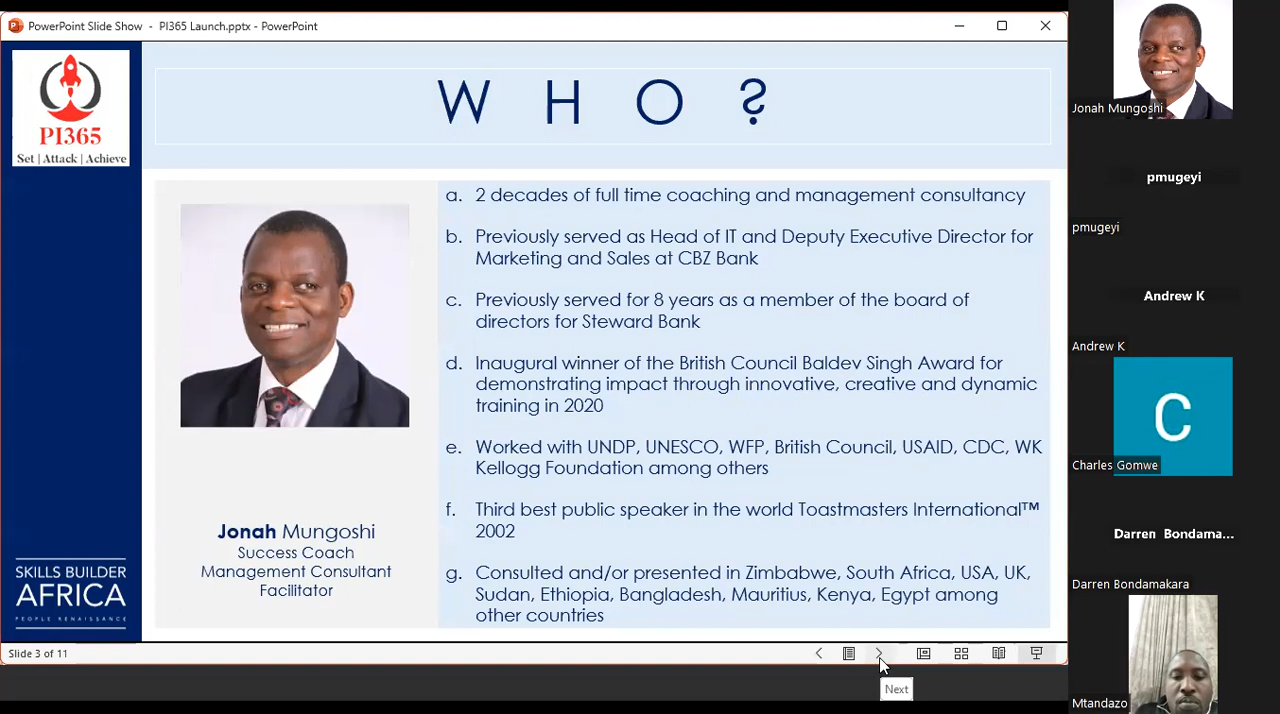 PowerPoint Slide Show - PI365 Launch.pptx - PowerPoint
PI365
Set | Attack | Achieve
WHO?
a. 2 decades of full time coaching and management consultancy
b. Previously served as Head of IT and Deputy Executive Director for
Marketing and Sales at CBZ Bank
c. Previously served for 8 years as a member of the board of
directors for Steward Bank
d. Inaugural winner of the British Council Baldev Singh Award for
demonstrating impact through innovative, creative and dynamic
training in 2020
e. Worked with UNDP, UNESCO, WFP, British Council, USAID, CDC, WK
Kellogg Foundation among others
f. Third best public speaker in the world Toastmasters International™
2002
g. Consulted and/or presented in Zimbabwe, South Africa, USA, UK,
Sudan, Ethiopia, Bangladesh, Mauritius, Kenya, Egypt among
other countries
Jonah Mungoshi
Success Coach
Management Consultant
Facilitator
SKILLS BUILDER
AFRICA
PEOPLE RENAISSANCE
Slide 3 of 11
Next
Jonah Mungoshi
pmugeyi
pmugeyi
Andrew K
Andrew K
C
Charles Gomwe
Darren Bondama...
Darren Bondamakara
Mtandazo